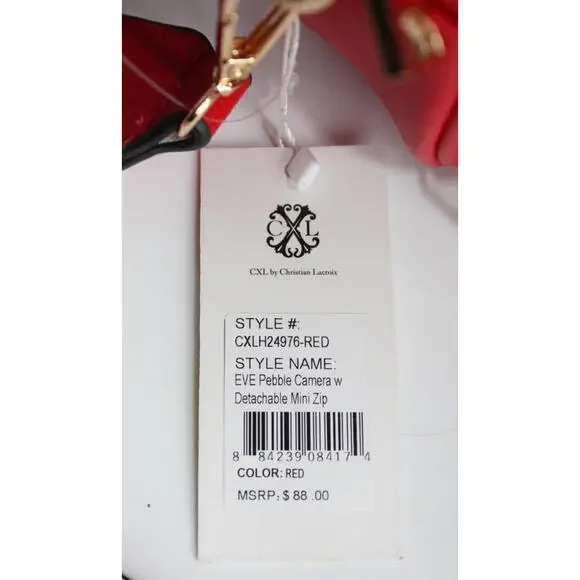 CXL
CXL by Christian Lacroix
STYLE #:
CXLH24976-RED
STYLE NAME:
EVE Pebble Camera w
Detachable Mini Zip
8 84239 08417 4
COLOR: RED
MSRP: $ 88 .00